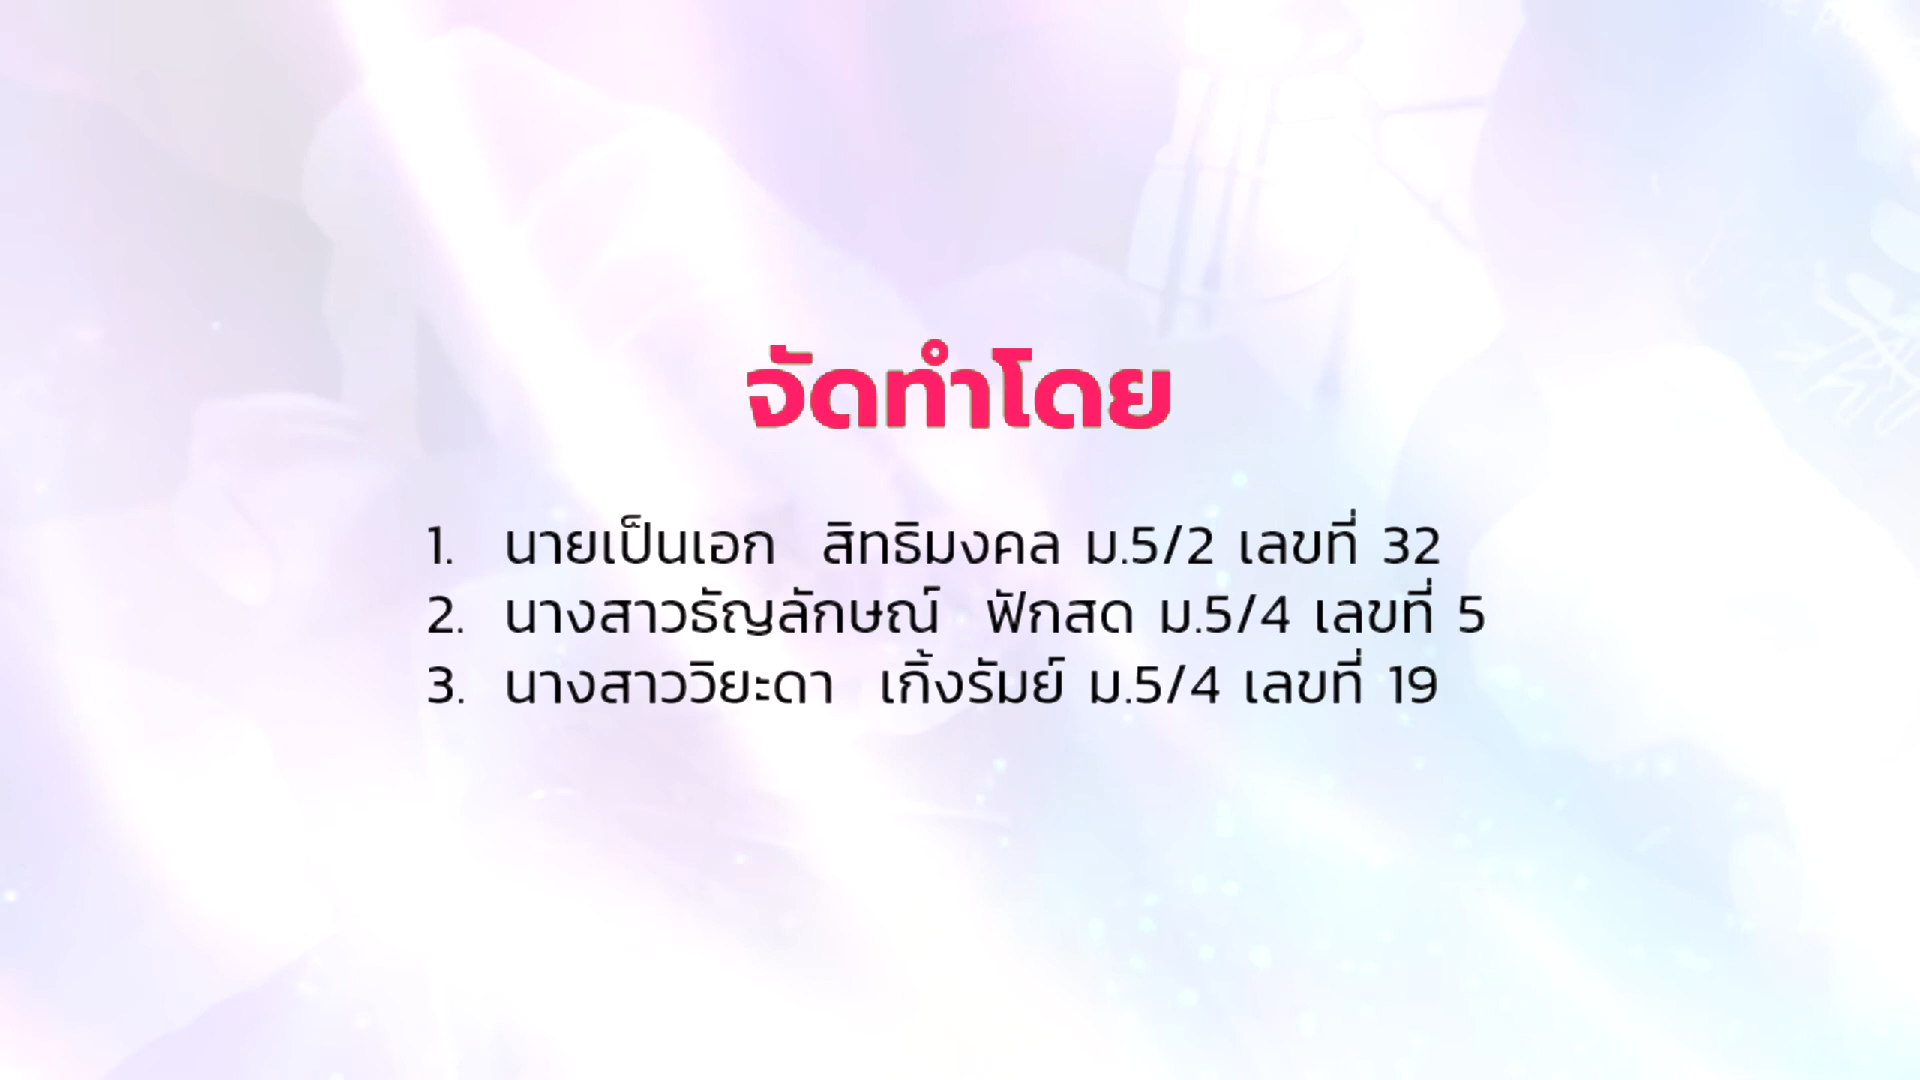 จัดทำโดย
1. นายเป็นเอก สิทธิมงคล ม.5/2 เลขที่ 32
2. นางสาวธัญลักษณ์ ฟักสด ม.5/4 เลขที่ 5
3. นางสาววิยะดา เกิ้งรัมย์ ม.5/4 เลขที่ 19